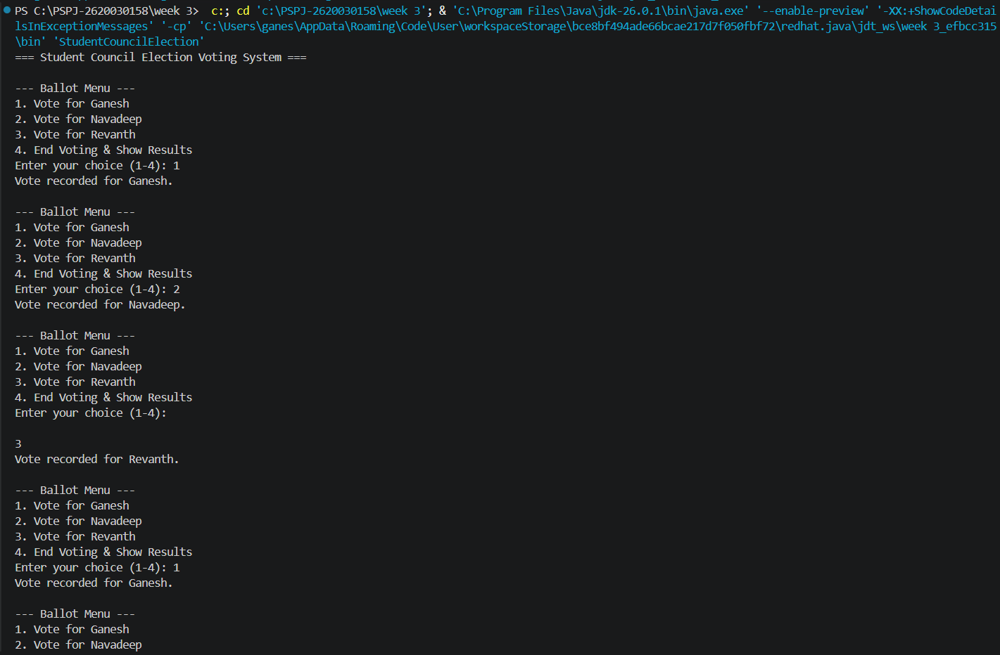 PS C:\PSPJ-2620030158\week 3>  c:; cd 'c:\PSPJ-2620030158\week 3'; & 'C:\Program Files\Java\jdk-26.0.1\bin\java.exe' '--enable-preview' '-XX:+ShowCodeDetai
lsInExceptionMessages' '-cp' 'C:\Users\ganes\AppData\Roaming\Code\User\workspaceStorage\bce8bf494ade66bcae217d7f050fbf72\redhat.java\jdt_ws\week 3_efbcc315
\bin' 'StudentCouncilElection'
=== Student Council Election Voting System ===
--- Ballot Menu ---
1. Vote for Ganesh
2. Vote for Navadeep
3. Vote for Revanth
4. End Voting & Show Results
Enter your choice (1-4): 1
Vote recorded for Ganesh.
--- Ballot Menu ---
1. Vote for Ganesh
2. Vote for Navadeep
3. Vote for Revanth
4. End Voting & Show Results
Enter your choice (1-4): 2
Vote recorded for Navadeep.
--- Ballot Menu ---
1. Vote for Ganesh
2. Vote for Navadeep
3. Vote for Revanth
4. End Voting & Show Results
Enter your choice (1-4):
3
Vote recorded for Revanth.
--- Ballot Menu ---
1. Vote for Ganesh
2. Vote for Navadeep
3. Vote for Revanth
4. End Voting & Show Results
Enter your choice (1-4): 1
Vote recorded for Ganesh.
--- Ballot Menu ---
1. Vote for Ganesh
2. Vote for Navadeep